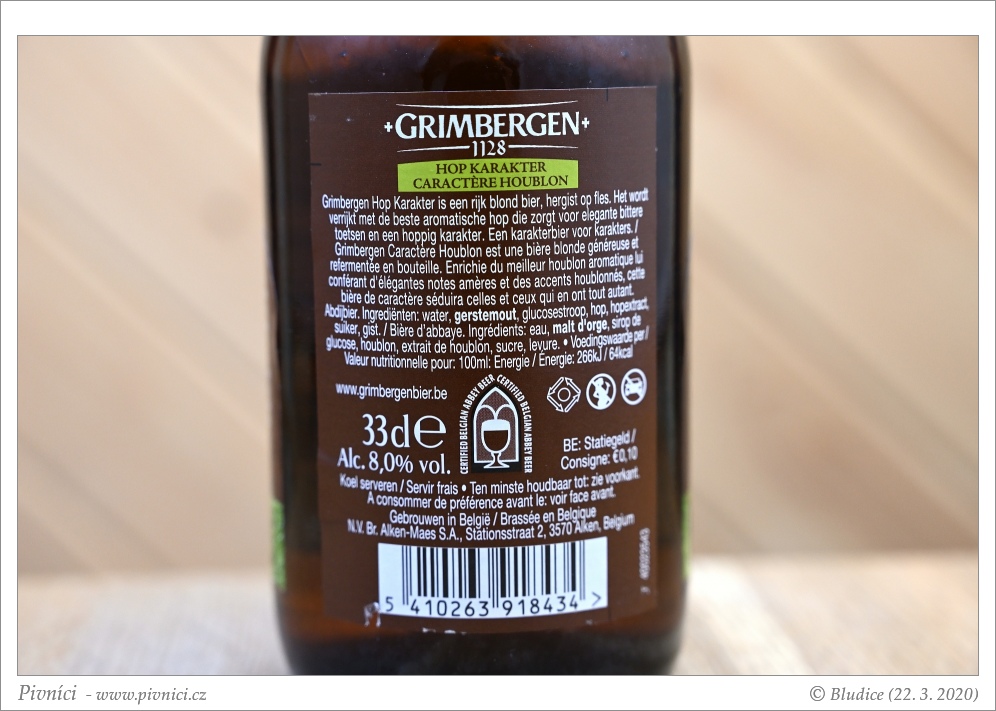 +GRIMBERGEN+
1128
HOP KARAKTER
CARACTÈRE HOUBLON
Grimbergen Hop Karakter is een rijk blond bier, hergist op fles. Het wordt
verrijkt met de beste aromatische hop die zorgt voor elegante bittere
toetsen en een hoppig karakter. Een karakterbier voor karakters. /
Grimbergen Caractère Houblon est une bière blonde généreuse et
refermentée en bouteille. Enrichie du meilleur houblon aromatique lui
conférant d'élégantes notes amères et des accents houblonnés, cette
bière de caractère séduira celles et ceux qui en ont tout autant.
Abdijbier. Ingrediënten: water, gerstemout, glucosestroop, hop, hopextract,
suiker, gist. / Bière d'abbaye. Ingrédients: eau, malt d'orge, sirop de
glucose, houblon, extrait de houblon, sucre, levure. • Voedingswaarde per /
Valeur nutritionnelle pour: 100ml: Energie / Énergie: 266kJ / 64kcal
www.grimbergenbier.be
CERTIFIED BELGIAN ABBEY BEER CERTIFIED BELGIAN ABBEY BEER
33cl e
Alc. 8,0% vol.
BE: Statiegeld /
Consigne: €0,10
Koel serveren / Servir frais • Ten minste houdbaar tot: zie voorkant.
A consommer de préférence avant le: voir face avant.
Gebrouwen in België / Brassée en Belgique
N.V. Br. Alken-Maes S.A., Stationsstraat 2, 3570 Alken, Belgium
5 410263 918434 >
Pivníci - www.pivnici.cz
© Bludice (22. 3. 2020)